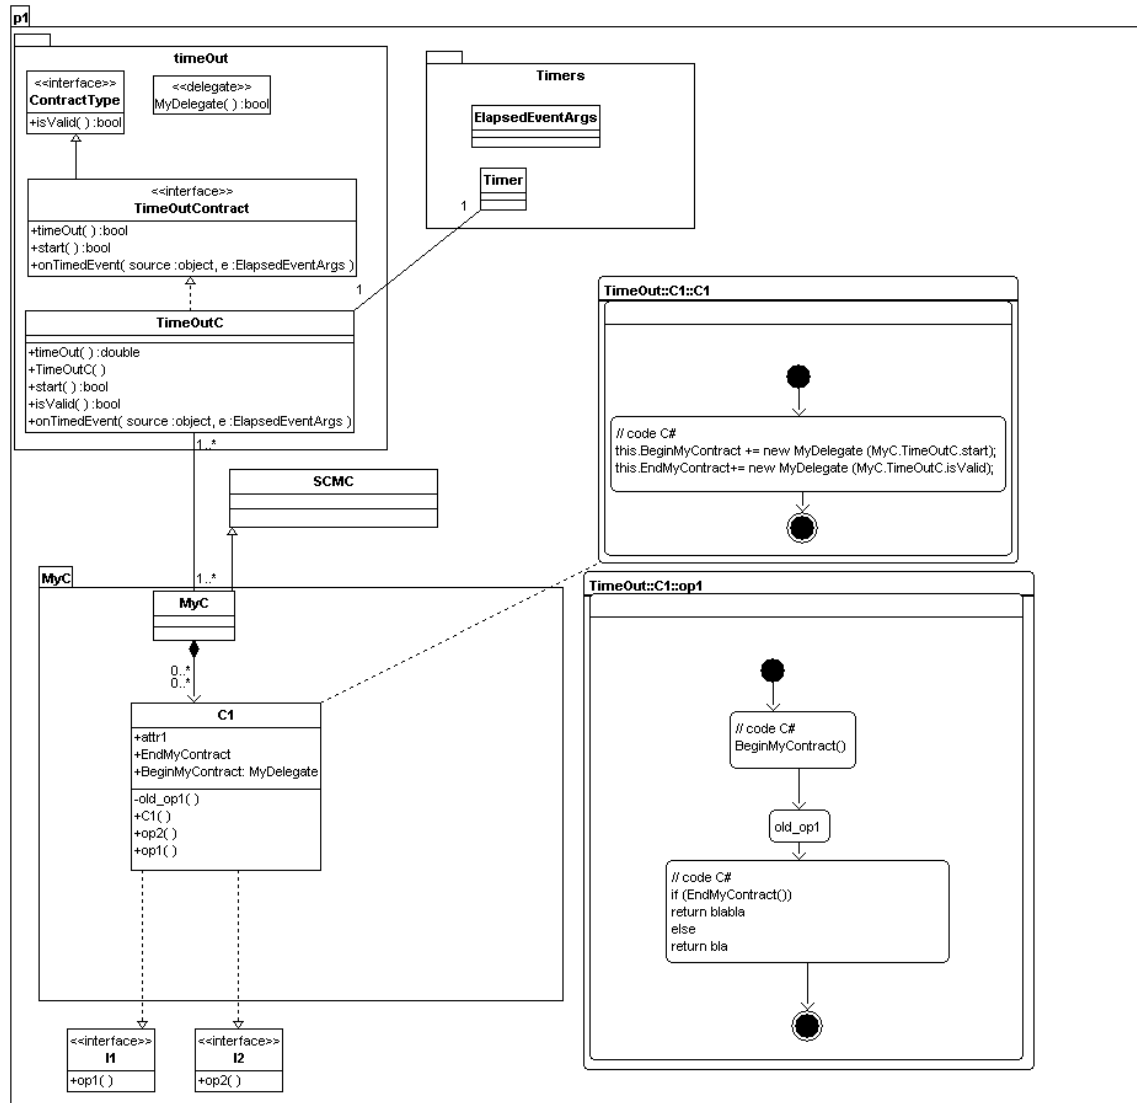 p1
timeOut
<<interface>>
ContractType
+isValid( ) :bool
<<delegate>>
MyDelegate( ) :bool
Timers
ElapsedEventArgs
Timer
1
<<interface>>
TimeOutContract
+timeOut( ) :bool
+start( ) :bool
+onTimedEvent( source :object, e :ElapsedEventArgs )
1
TimeOutC
+timeOut( ) :double
+TimeOutC( )
+start( ) :bool
+isValid( ) :bool
+onTimedEvent( source :object, e :ElapsedEventArgs )
1..*
SCMC
1..*
MyC
MyC
0..*
0..*
C1
+attr1
+EndMyContract
+BeginMyContract: MyDelegate
-old_op1( )
+C1( )
+op2( )
+op1( )
<<interface>>
I1
+op1( )
<<interface>>
I2
+op2( )
TimeOut::C1::C1
// code C#
this.BeginMyContract += new MyDelegate (MyC.TimeOutC.start);
this.EndMyContract+= new MyDelegate (MyC.TimeOutC.isValid);
TimeOut::C1::op1
// code C#
BeginMyContract()
old_op1
// code C#
if (EndMyContract())
return blabla
else
return bla